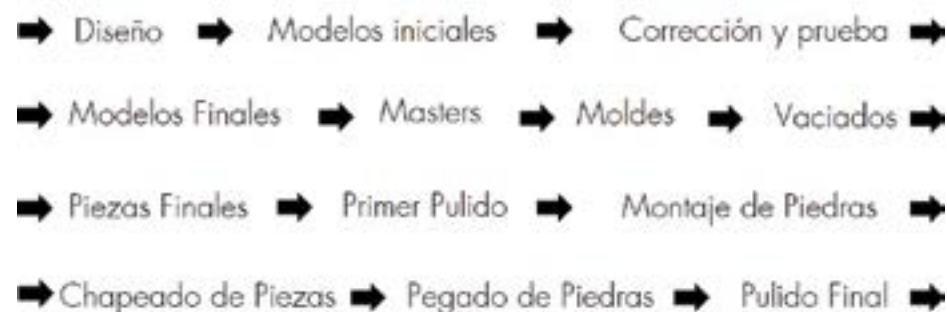 Diseño Modelos iniciales Corrección y prueba
Modelos Finales Masters Moldes Vaciados
Piezas Finales Primer Pulido Montaje de Piedras
Chapeado de Piezas Pegado de Piedras Pulido Final